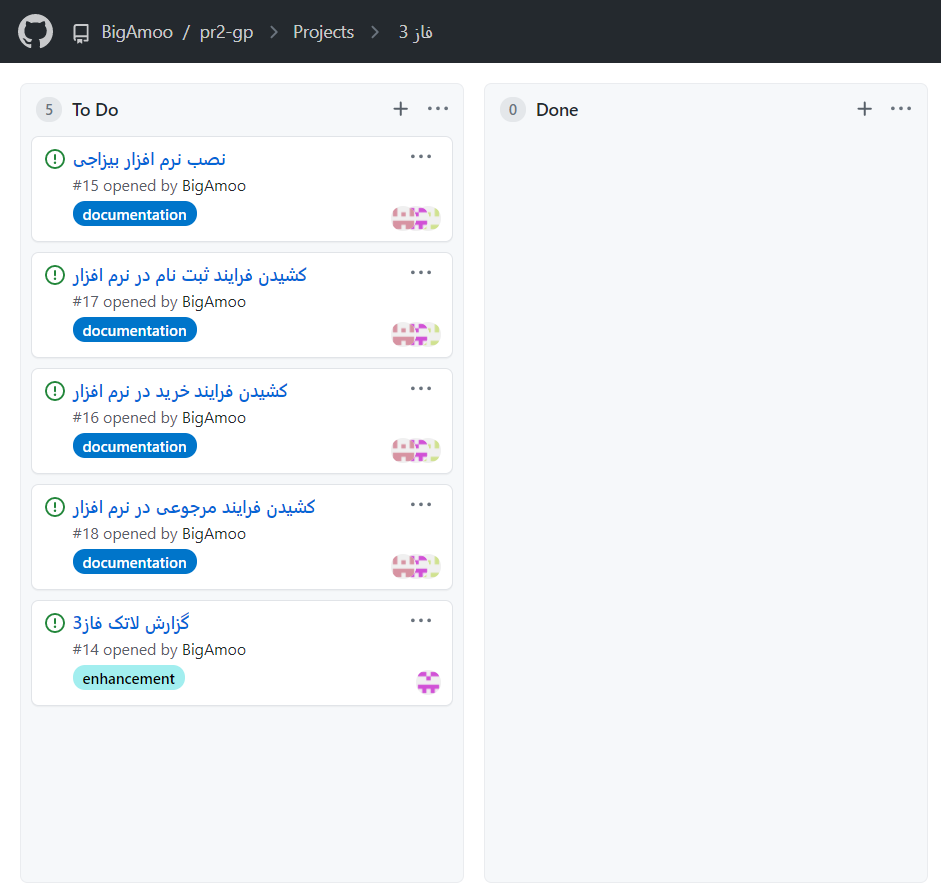 BigAmoo / pr2-gp > Projects > فاز 3
5 To Do
نصب نرم افزار بیزاجی
#15 opened by BigAmoo
documentation
کشیدن فرایند ثبت نام در نرم افزار
#17 opened by BigAmoo
documentation
کشیدن فرایند خرید در نرم افزار
#16 opened by BigAmoo
documentation
کشیدن فرایند مرجوعی در نرم افزار
#18 opened by BigAmoo
documentation
گزارش لاتک فاز3
#14 opened by BigAmoo
enhancement
0 Done